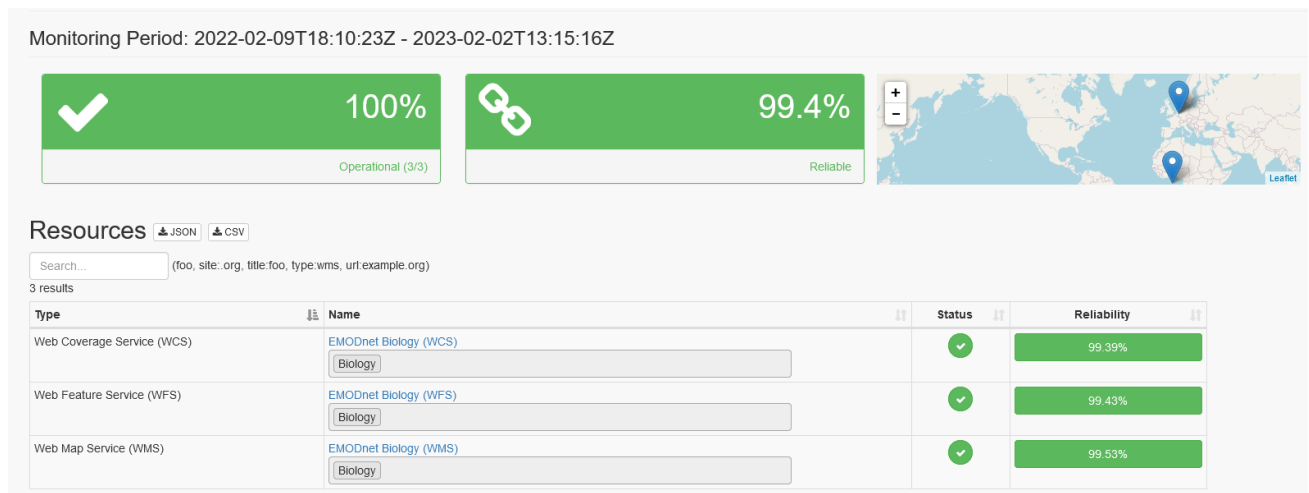 Monitoring Period: 2022-02-09T18:10:23Z - 2023-02-02T13:15:16Z
100%
Operational (3/3)
99.4%
Reliable
+
-
Leaflet
Resources JSON CSV
Search... (foo, site:.org, title:foo, type:wms, url:example.org)
3 results
Type Name Status Reliability
Web Coverage Service (WCS) EMODnet Biology (WCS) 99.39%
Biology
Web Feature Service (WFS) EMODnet Biology (WFS) 99.43%
Biology
Web Map Service (WMS) EMODnet Biology (WMS) 99.53%
Biology